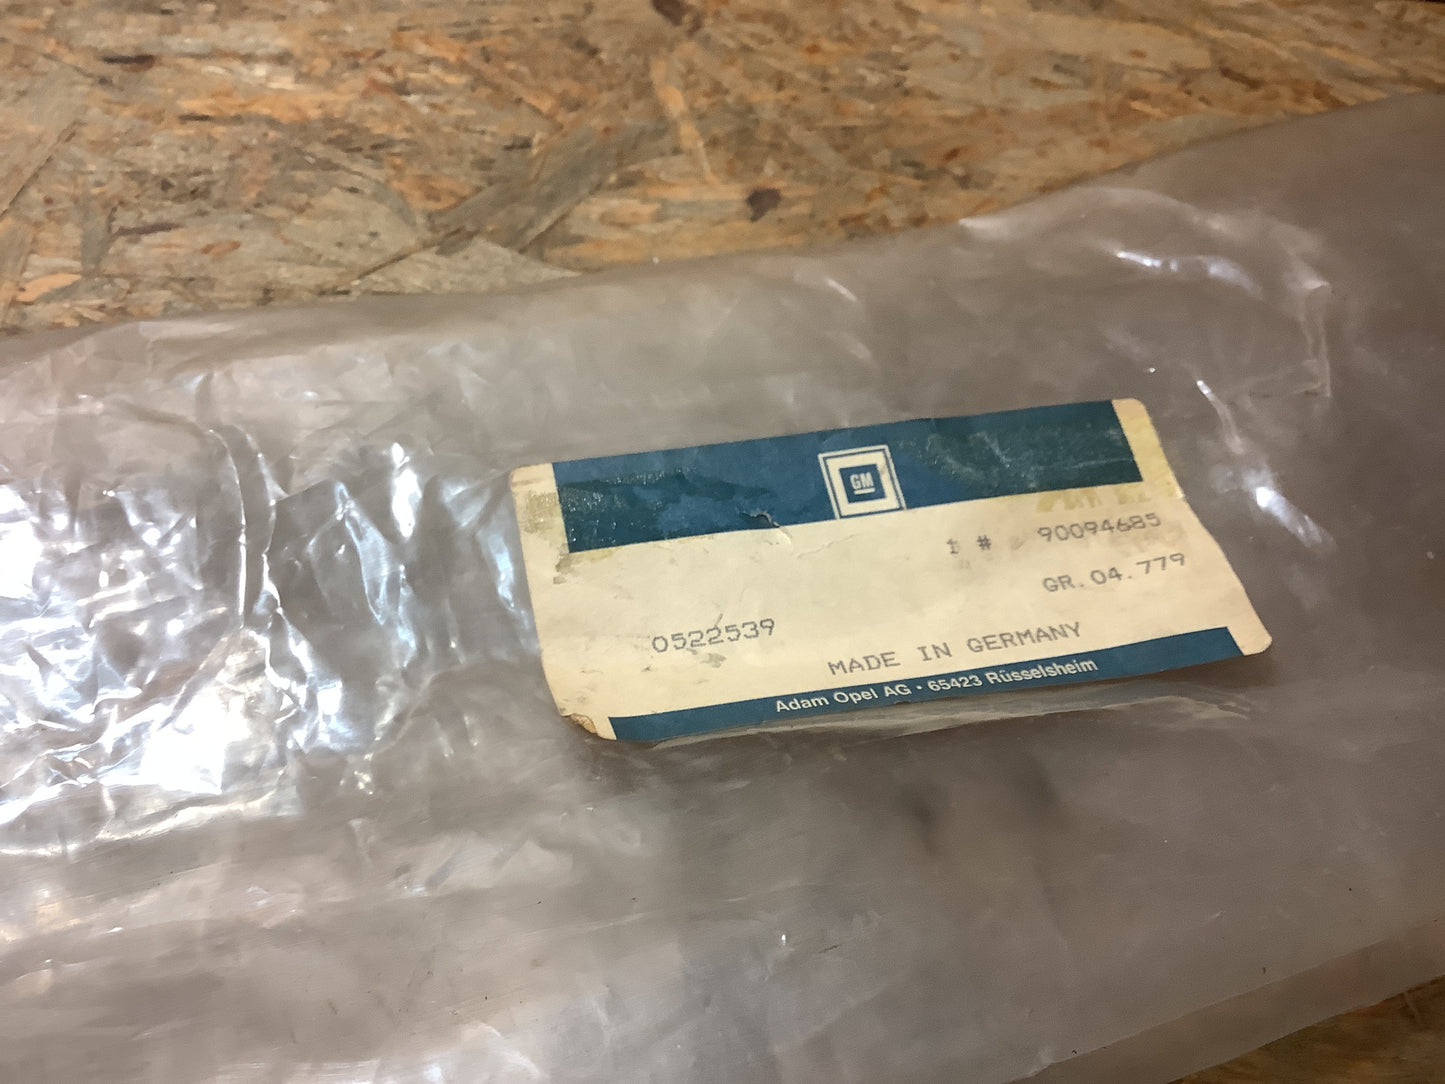 GM
1 # 90094685
GR.04.779
0522539
MADE IN GERMANY
Adam Opel AG • 65423 Rüsselsheim